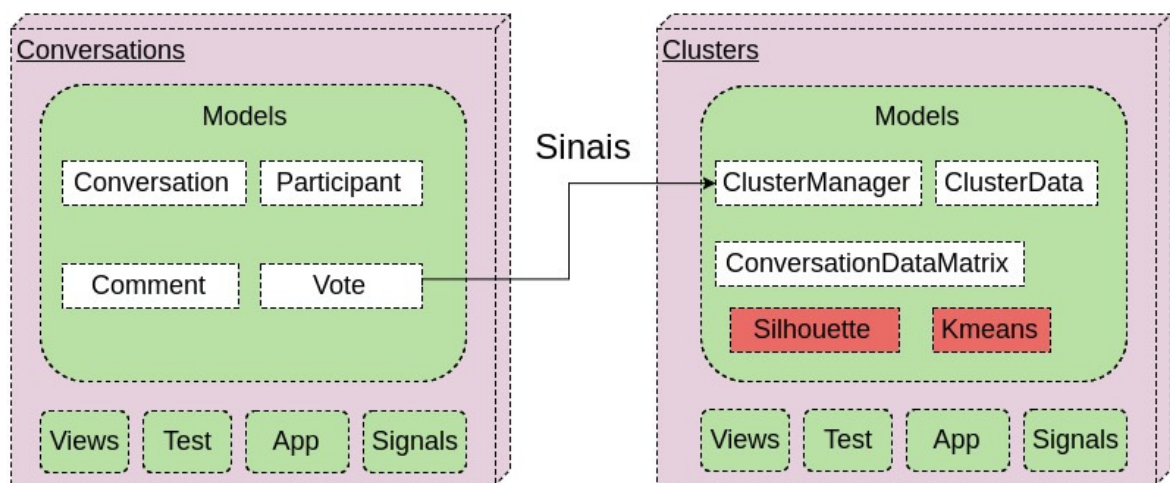 Conversations
Models
Conversation
Participant
Comment
Vote
Views
Test
App
Signals
Sinais
Clusters
Models
ClusterManager
ClusterData
ConversationDataMatrix
Silhouette
Kmeans
Views
Test
App
Signals